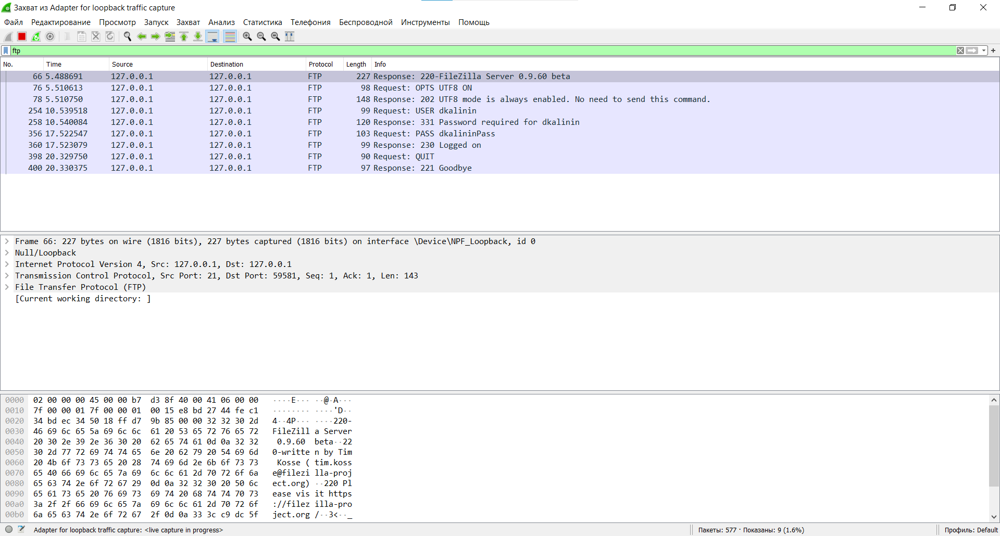 Захват из Adapter for loopback traffic capture
Файл Редактирование Просмотр Запуск Захват Анализ Статистика Телефония Беспроводной Инструменты Помощь
ftp
No. Time Source Destination Protocol Length Info
66 5.488691 127.0.0.1 127.0.0.1 FTP 227 Response: 220-FileZilla Server 0.9.60 beta
76 5.510613 127.0.0.1 127.0.0.1 FTP 98 Request: OPTS UTF8 ON
78 5.510750 127.0.0.1 127.0.0.1 FTP 148 Response: 202 UTF8 mode is always enabled. No need to send this command.
254 10.539518 127.0.0.1 127.0.0.1 FTP 99 Request: USER dkalinin
258 10.540084 127.0.0.1 127.0.0.1 FTP 120 Response: 331 Password required for dkalinin
356 17.522547 127.0.0.1 127.0.0.1 FTP 103 Request: PASS dkalininPass
360 17.523079 127.0.0.1 127.0.0.1 FTP 99 Response: 230 Logged on
398 20.329750 127.0.0.1 127.0.0.1 FTP 90 Request: QUIT
400 20.330375 127.0.0.1 127.0.0.1 FTP 97 Response: 221 Goodbye
Frame 66: 227 bytes on wire (1816 bits), 227 bytes captured (1816 bits) on interface \Device\NPF_Loopback, id 0
Null/Loopback
Internet Protocol Version 4, Src: 127.0.0.1, Dst: 127.0.0.1
Transmission Control Protocol, Src Port: 21, Dst Port: 59581, Seq: 1, Ack: 1, Len: 143
File Transfer Protocol (FTP)
[Current working directory: ]
0000 02 00 00 00 45 00 00 b7 d3 8f 40 00 41 06 00 00 ····E··· ··@·A···
0010 7f 00 00 01 7f 00 00 01 00 15 e8 bd 27 44 fe c1 ········ ····'D··
0020 34 bd ec 34 50 18 ff d7 9b 85 00 00 32 32 30 2d 4··4P··· ····220-
0030 46 69 6c 65 5a 69 6c 6c 61 20 53 65 72 76 65 72 FileZill a Server
0040 20 30 2e 39 2e 36 30 20 62 65 74 61 0d 0a 32 32 0.9.60 beta··22
0050 30 2d 77 72 69 74 74 65 6e 20 62 79 20 54 69 6d 0-writte n by Tim
0060 20 4b 6f 73 73 65 20 28 74 69 6d 2e 6b 6f 73 73 Kosse ( tim.koss
0070 65 40 66 69 6c 65 7a 69 6c 6c 61 2d 70 72 6f 6a e@filezi lla-proj
0080 65 63 74 2e 6f 72 67 29 0d 0a 32 32 30 20 50 6c ect.org) ··220 Pl
0090 65 61 73 65 20 76 69 73 69 74 20 68 74 74 70 73 ease vis it https
00a0 3a 2f 2f 66 69 6c 65 7a 69 6c 6c 61 2d 70 72 6f ://filez illa-pro
00b0 6a 65 63 74 2e 6f 72 67 2f 0d 0a 33 3c c9 dc 5f ject.org /··3<··_
Adapter for loopback traffic capture: <live capture in progress>
Пакеты: 577 · Показаны: 9 (1.6%)
Профиль: Default